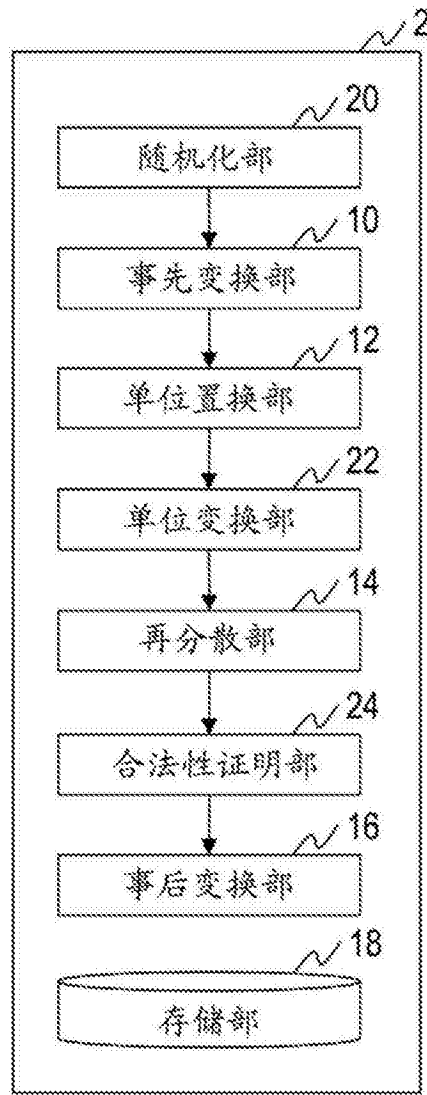 2
20
随机化部
10
事先变换部
12
单位置换部
22
单位变换部
14
再分散部
24
合法性证明部
16
事后变换部
18
存储部